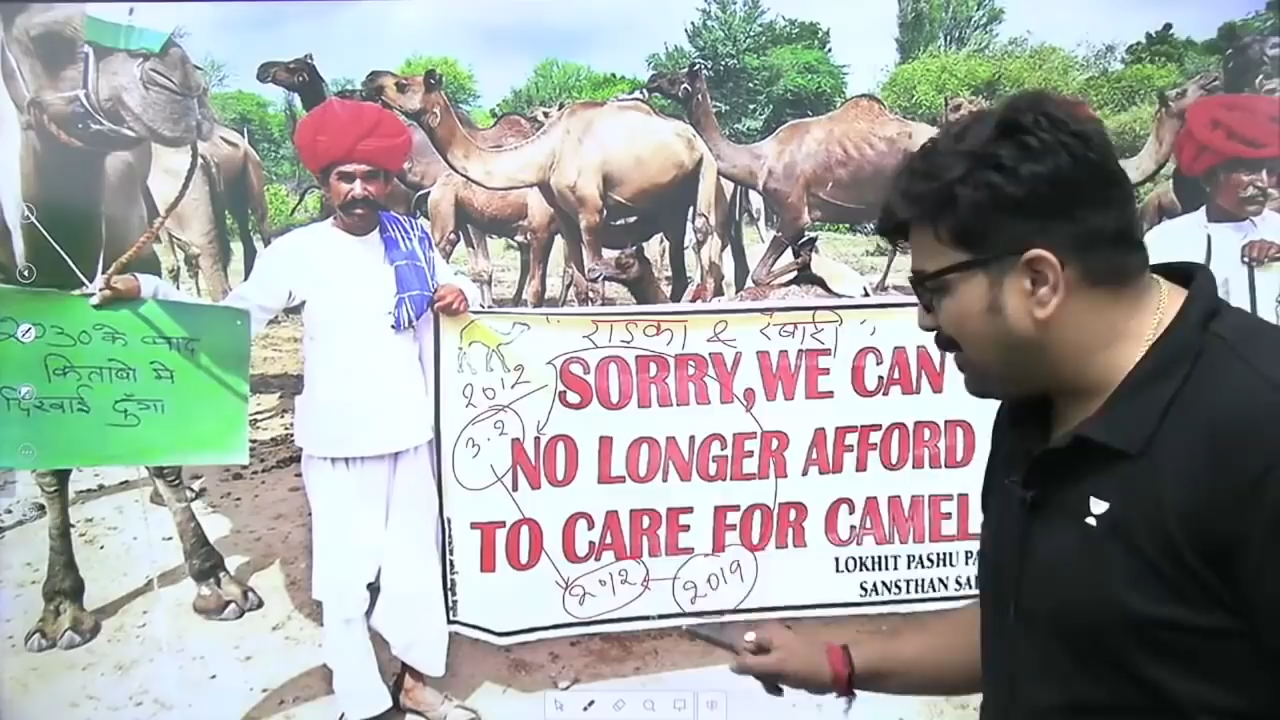 2030 के बाद
किताबो मे
दिखाई दूँगा
"राइका & रेबारी"
SORRY, WE CAN
NO LONGER AFFORD
TO CARE FOR CAMEL
LOKHIT PASHU PA
SANSTHAN SA
2012
3.2
2012
2019